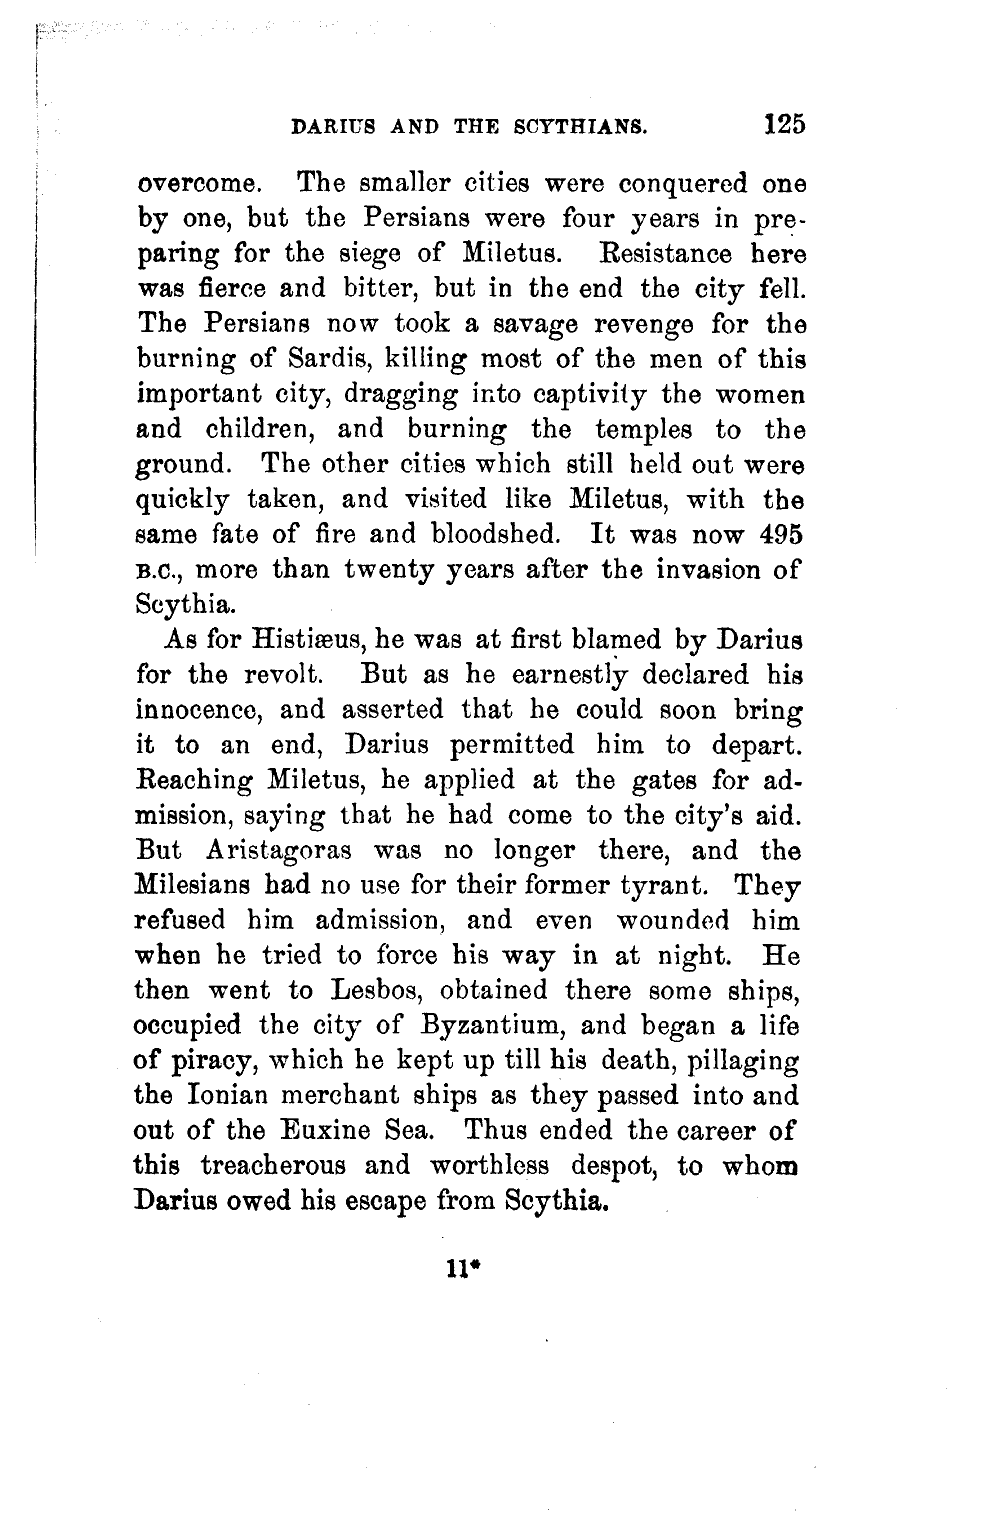 DARIUS AND THE SCYTHIANS. 125
overcome. The smaller cities were conquered one
by one, but the Persians were four years in pre-
paring for the siege of Miletus. Resistance here
was fierce and bitter, but in the end the city fell.
The Persians now took a savage revenge for the
burning of Sardis, killing most of the men of this
important city, dragging into captivity the women
and children, and burning the temples to the
ground. The other cities which still held out were
quickly taken, and visited like Miletus, with the
same fate of fire and bloodshed. It was now 495
B.C., more than twenty years after the invasion of
Scythia.
As for Histiæus, he was at first blamed by Darius
for the revolt. But as he earnestly declared his
innocence, and asserted that he could soon bring
it to an end, Darius permitted him to depart.
Reaching Miletus, he applied at the gates for ad-
mission, saying that he had come to the city's aid.
But Aristagoras was no longer there, and the
Milesians had no use for their former tyrant. They
refused him admission, and even wounded him
when he tried to force his way in at night. He
then went to Lesbos, obtained there some ships,
occupied the city of Byzantium, and began a life
of piracy, which he kept up till his death, pillaging
the Ionian merchant ships as they passed into and
out of the Euxine Sea. Thus ended the career of
this treacherous and worthless despot, to whom
Darius owed his escape from Scythia.
11*